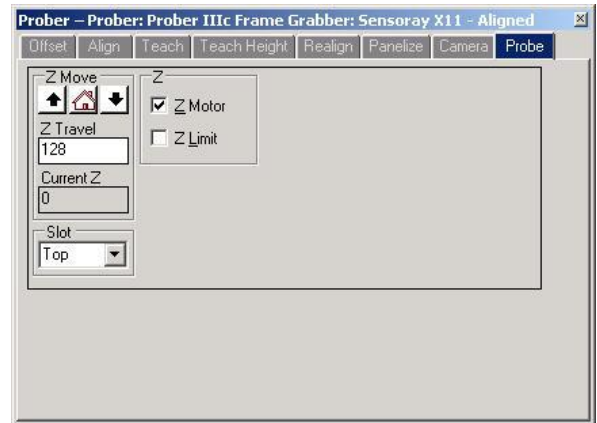 Prober – Prober: Prober IIIc Frame Grabber: Sensoray X11 - Aligned
Offset Align Teach Teach Height Realign Panelize Camera Probe
Z Move
Z Travel
128
Current Z
0
Slot
Top
Z
Z Motor
Z Limit